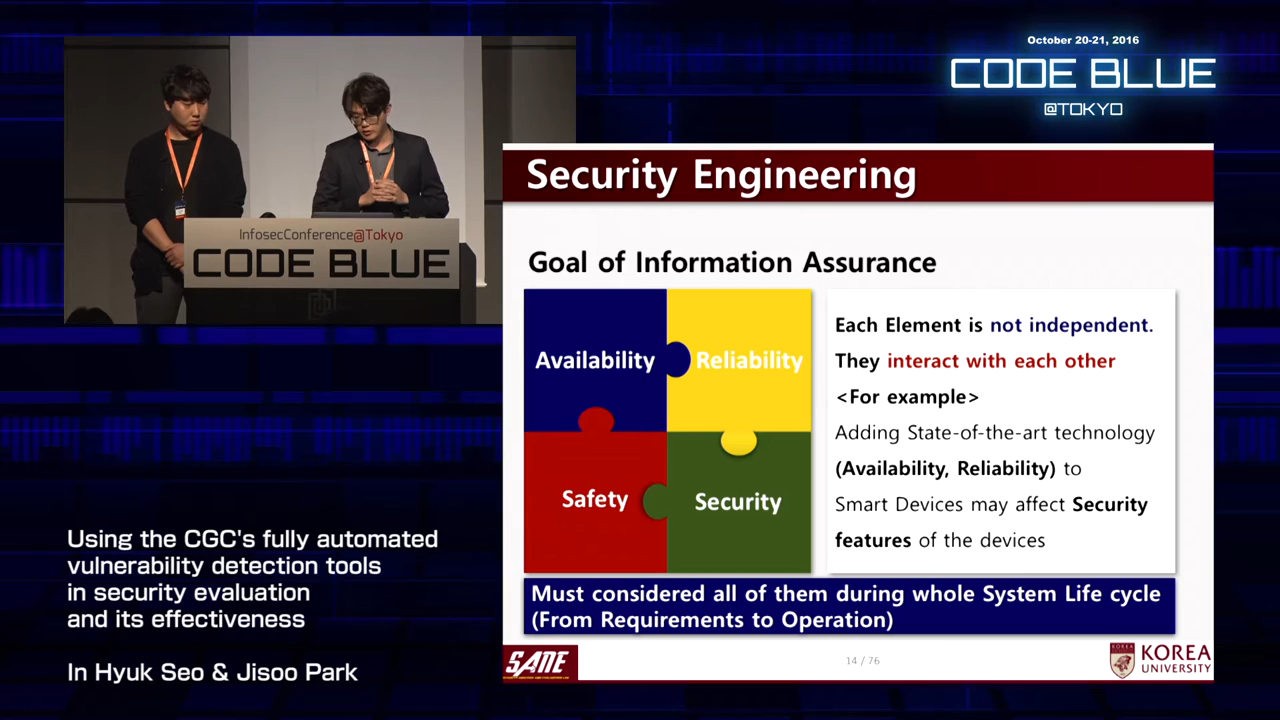 October 20-21, 2016
CODE BLUE
@TOKYO
InfosecConference@Tokyo
CODE BLUE
Security Engineering
Goal of Information Assurance
Availability
Reliability
Safety
Security
Each Element is not independent.
They interact with each other
<For example>
Adding State-of-the-art technology
(Availability, Reliability) to
Smart Devices may affect Security
features of the devices
Must considered all of them during whole System Life cycle
(From Requirements to Operation)
SANE
14 / 76
KOREA
UNIVERSITY
Using the CGC's fully automated
vulnerability detection tools
in security evaluation
and its effectiveness
In Hyuk Seo & Jisoo Park